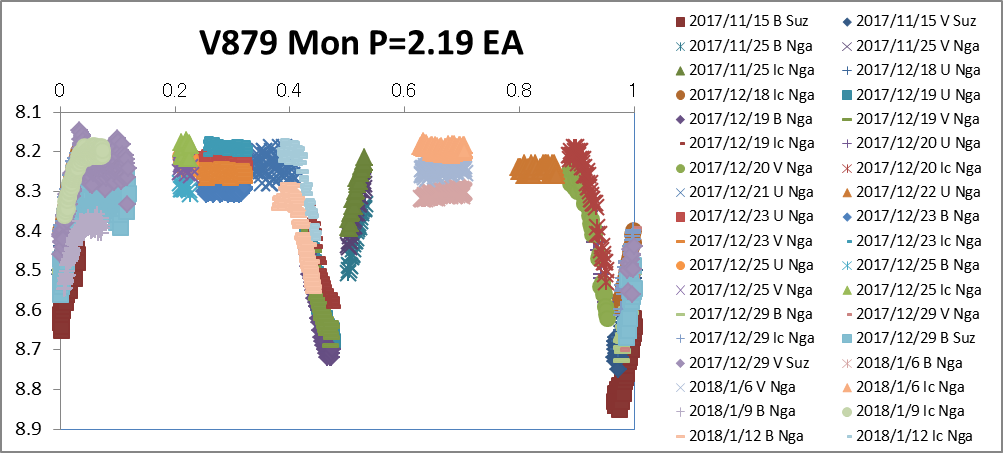 V879 Mon P=2.19 EA
0 0.2 0.4 0.6 0.8 1
8.1
8.2
8.3
8.4
8.5
8.6
8.7
8.8
8.9
2017/11/15 B Suz 2017/11/15 V Suz
2017/11/25 B Nga 2017/11/25 V Nga
2017/11/25 Ic Nga 2017/12/18 U Nga
2017/12/18 Ic Nga 2017/12/19 U Nga
2017/12/19 B Nga 2017/12/19 V Nga
2017/12/19 Ic Nga 2017/12/20 U Nga
2017/12/20 V Nga 2017/12/20 Ic Nga
2017/12/21 U Nga 2017/12/22 U Nga
2017/12/23 U Nga 2017/12/23 B Nga
2017/12/23 V Nga 2017/12/23 Ic Nga
2017/12/25 U Nga 2017/12/25 B Nga
2017/12/25 V Nga 2017/12/25 Ic Nga
2017/12/29 B Nga 2017/12/29 V Nga
2017/12/29 Ic Nga 2017/12/29 B Suz
2017/12/29 V Suz 2018/1/6 B Nga
2018/1/6 V Nga 2018/1/6 Ic Nga
2018/1/9 B Nga 2018/1/9 Ic Nga
2018/1/12 B Nga 2018/1/12 Ic Nga